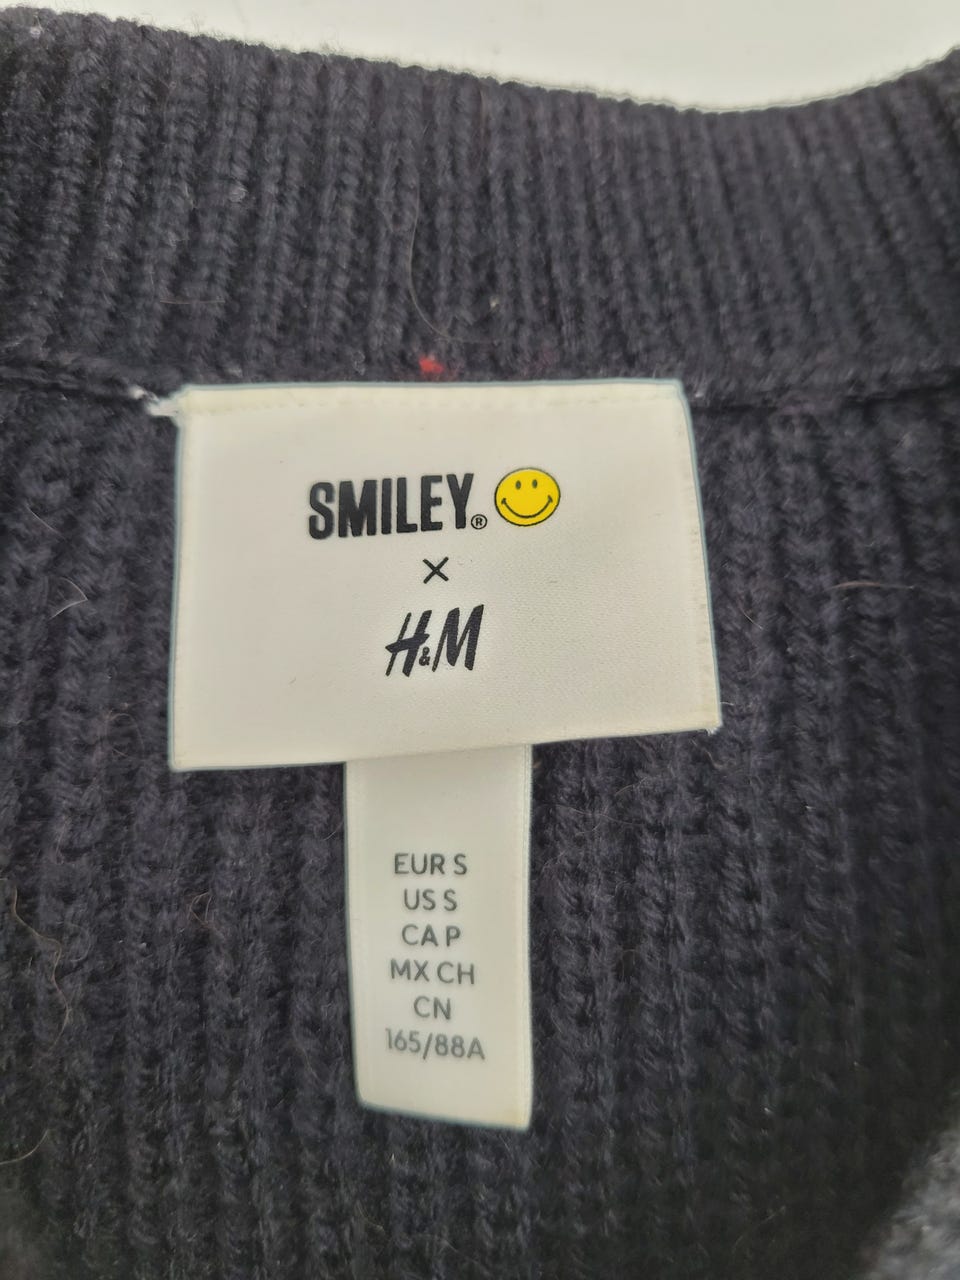 SMILEY®
×
H&M
EUR S
US S
CA P
MX CH
CN
165/88A